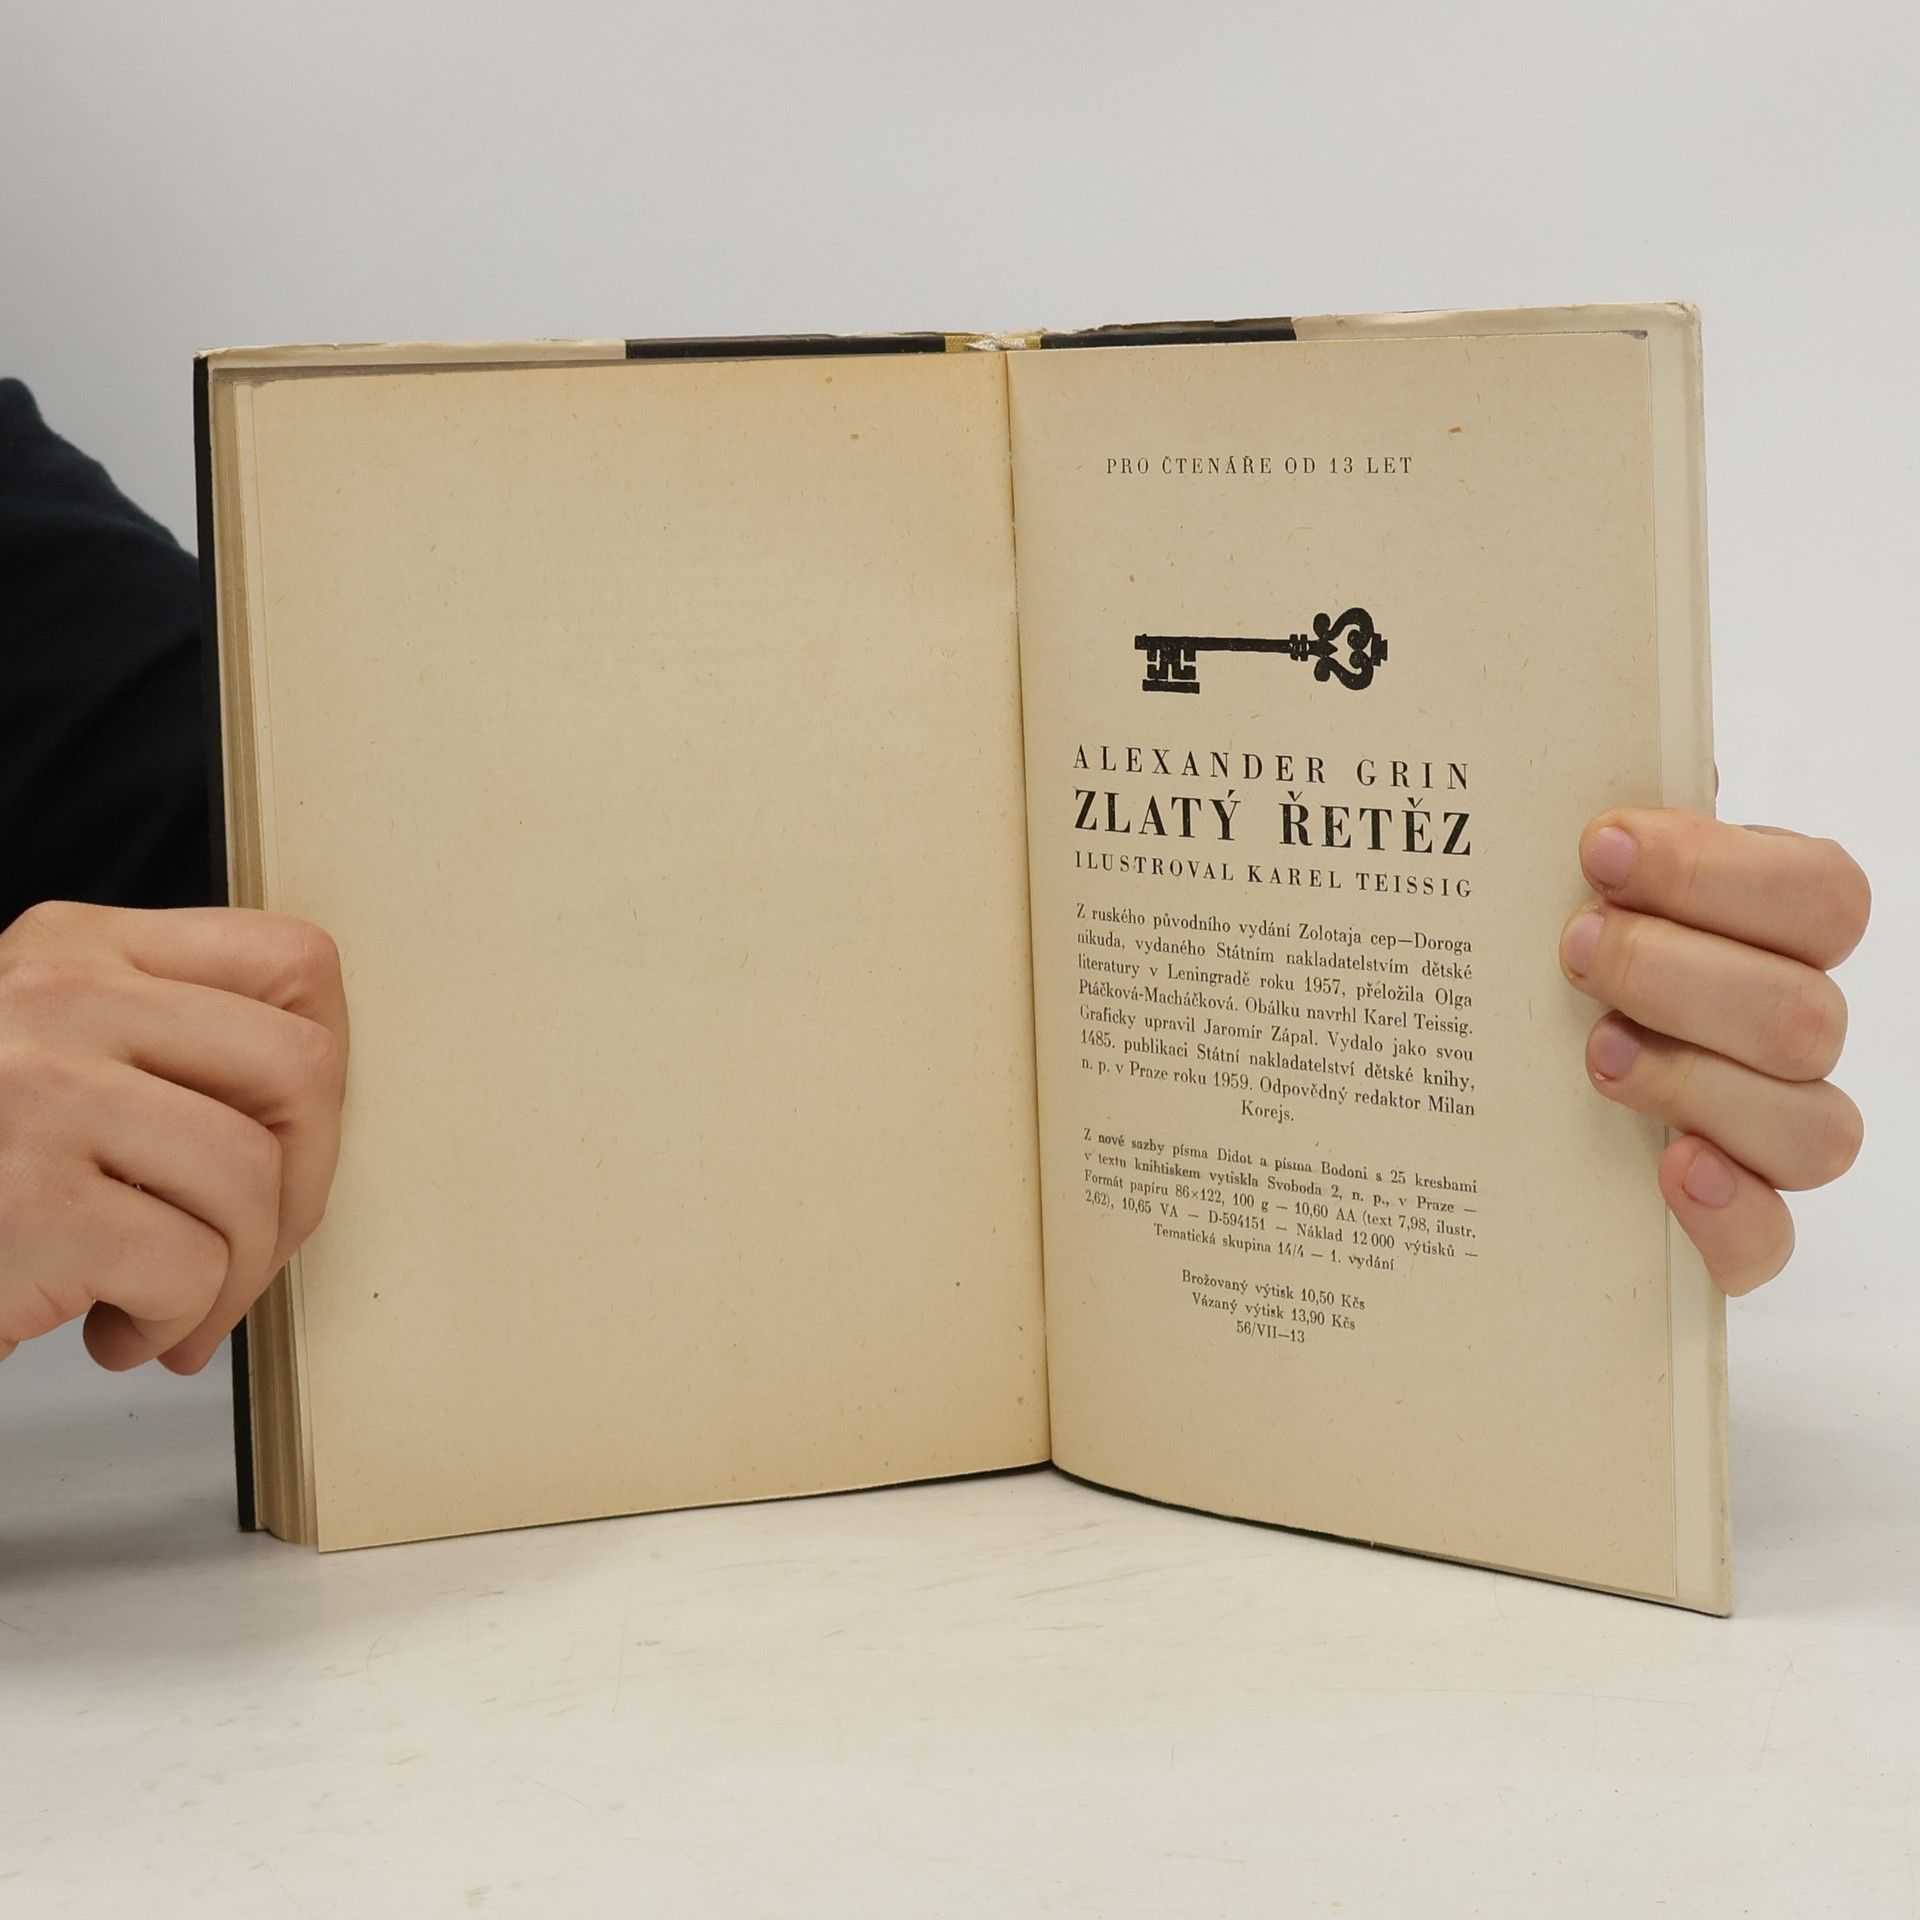 PRO ČTENÁŘE OD 13 LET
ALEXANDER GRIN
ZLATÝ ŘETĚZ
ILUSTROVAL KAREL TEISSIG
Z ruského původního vydání Zolotaja cep—Doroga
nikuda, vydaného Státním nakladatelstvím dětské
literatury v Leningradě roku 1957, přeložila Olga
Ptáčková-Macháčková. Obálku navrhl Karel Teissig.
Graficky upravil Jaromír Zápal. Vydalo jako svou
1485. publikaci Státní nakladatelství dětské knihy,
n. p. v Praze roku 1959. Odpovědný redaktor Milan
Korejs.
Z nové sazby písma Didot a písma Bodoni s 25 kresbami
v textu knihtiskem vytiskla Svoboda 2, n. p., v Praze —
Formát papíru 86×122, 100 g — 10,60 AA (text 7,98, ilustr.
2,62), 10,65 VA — D-594151 — Náklad 12 000 výtisků —
Tematická skupina 14/4 — 1. vydání
Brožovaný výtisk 10,50 Kčs
Vázaný výtisk 13,90 Kčs
56/VII—13